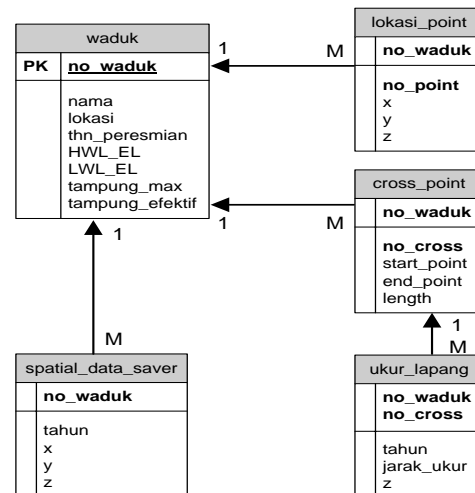 waduk
PK no_waduk
nama
lokasi
thn_peresmian
HWL_EL
LWL_EL
tampung_max
tampung_efektif
1
M
lokasi_point
no_waduk
no_point
x
y
z
1
M
cross_point
no_waduk
no_cross
start_point
end_point
length
1
M
spatial_data_saver
no_waduk
tahun
x
y
z
1
M
ukur_lapang
no_waduk
no_cross
tahun
jarak_ukur
z